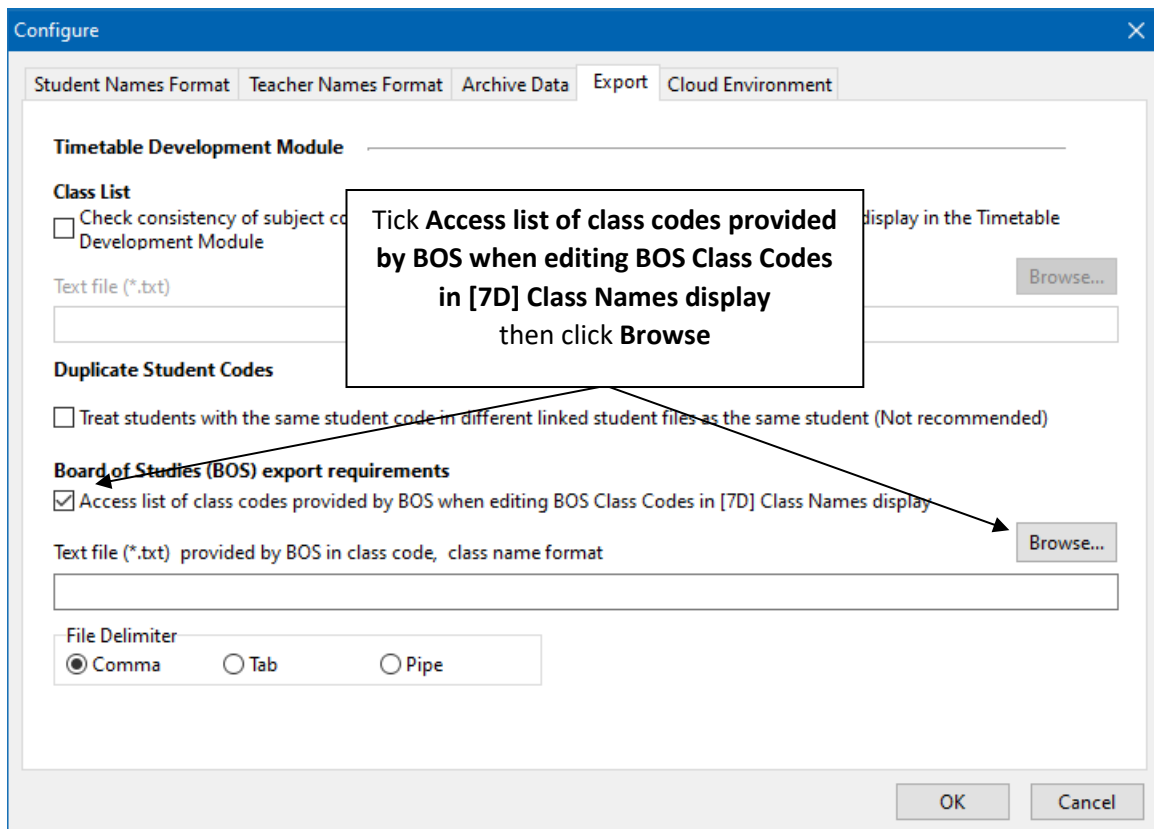 Configure
Student Names Format Teacher Names Format Archive Data Export Cloud Environment
Timetable Development Module
Class List
Check consistency of subject co
display in the Timetable
Development Module
Text file (*.txt)
Browse...
Tick Access list of class codes provided
by BOS when editing BOS Class Codes
in [7D] Class Names display
then click Browse
Duplicate Student Codes
Treat students with the same student code in different linked student files as the same student (Not recommended)
Board of Studies (BOS) export requirements
Access list of class codes provided by BOS when editing BOS Class Codes in [7D] Class Names display
Text file (*.txt) provided by BOS in class code, class name format
Browse...
File Delimiter
Comma Tab Pipe
OK Cancel